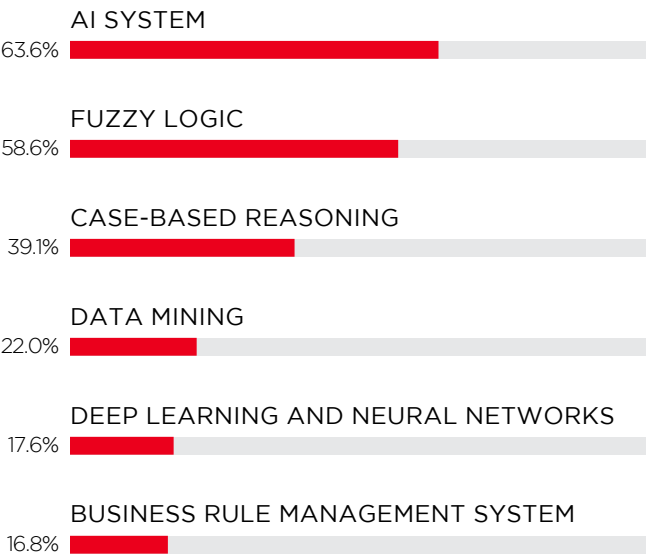 AI SYSTEM
63.6%
FUZZY LOGIC
58.6%
CASE-BASED REASONING
39.1%
DATA MINING
22.0%
DEEP LEARNING AND NEURAL NETWORKS
17.6%
BUSINESS RULE MANAGEMENT SYSTEM
16.8%